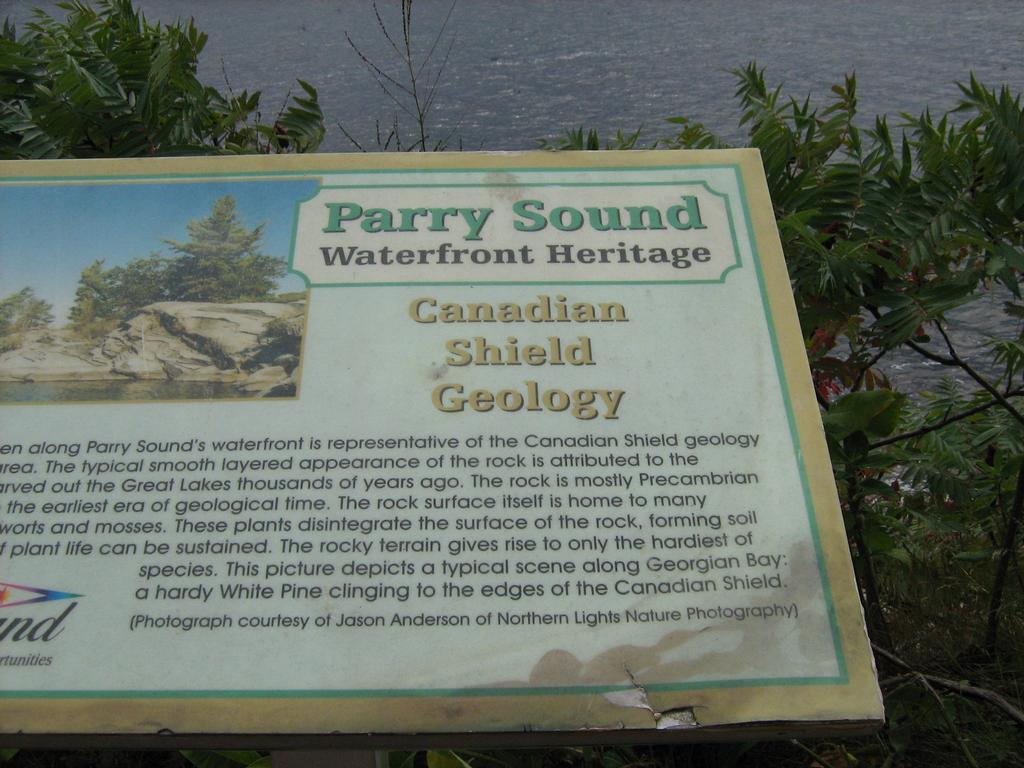 Parry Sound
Waterfront Heritage
Canadian
Shield
Geology
en along Parry Sound's waterfront is representative of the Canadian Shield geology
area. The typical smooth layered appearance of the rock is attributed to the
arved out the Great Lakes thousands of years ago. The rock is mostly Precambrian
the earliest era of geological time. The rock surface itself is home to many
worts and mosses. These plants disintegrate the surface of the rock, forming soil
f plant life can be sustained. The rocky terrain gives rise to only the hardiest of
species. This picture depicts a typical scene along Georgian Bay:
a hardy White Pine clinging to the edges of the Canadian Shield.
(Photograph courtesy of Jason Anderson of Northern Lights Nature Photography)
nd
rtunities